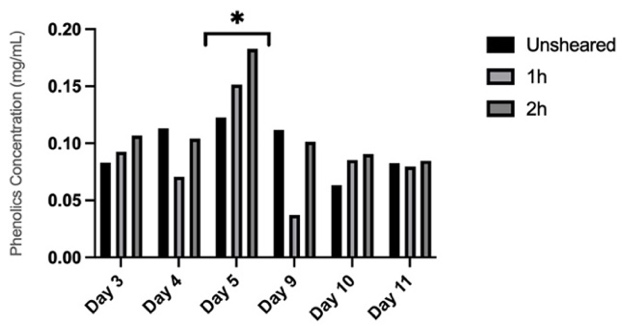 *
Phenolics Concentration (mg/mL)
0.20
0.15
0.10
0.05
0.00
Day 3
Day 4
Day 5
Day 9
Day 10
Day 11
Unsheared
1h
2h